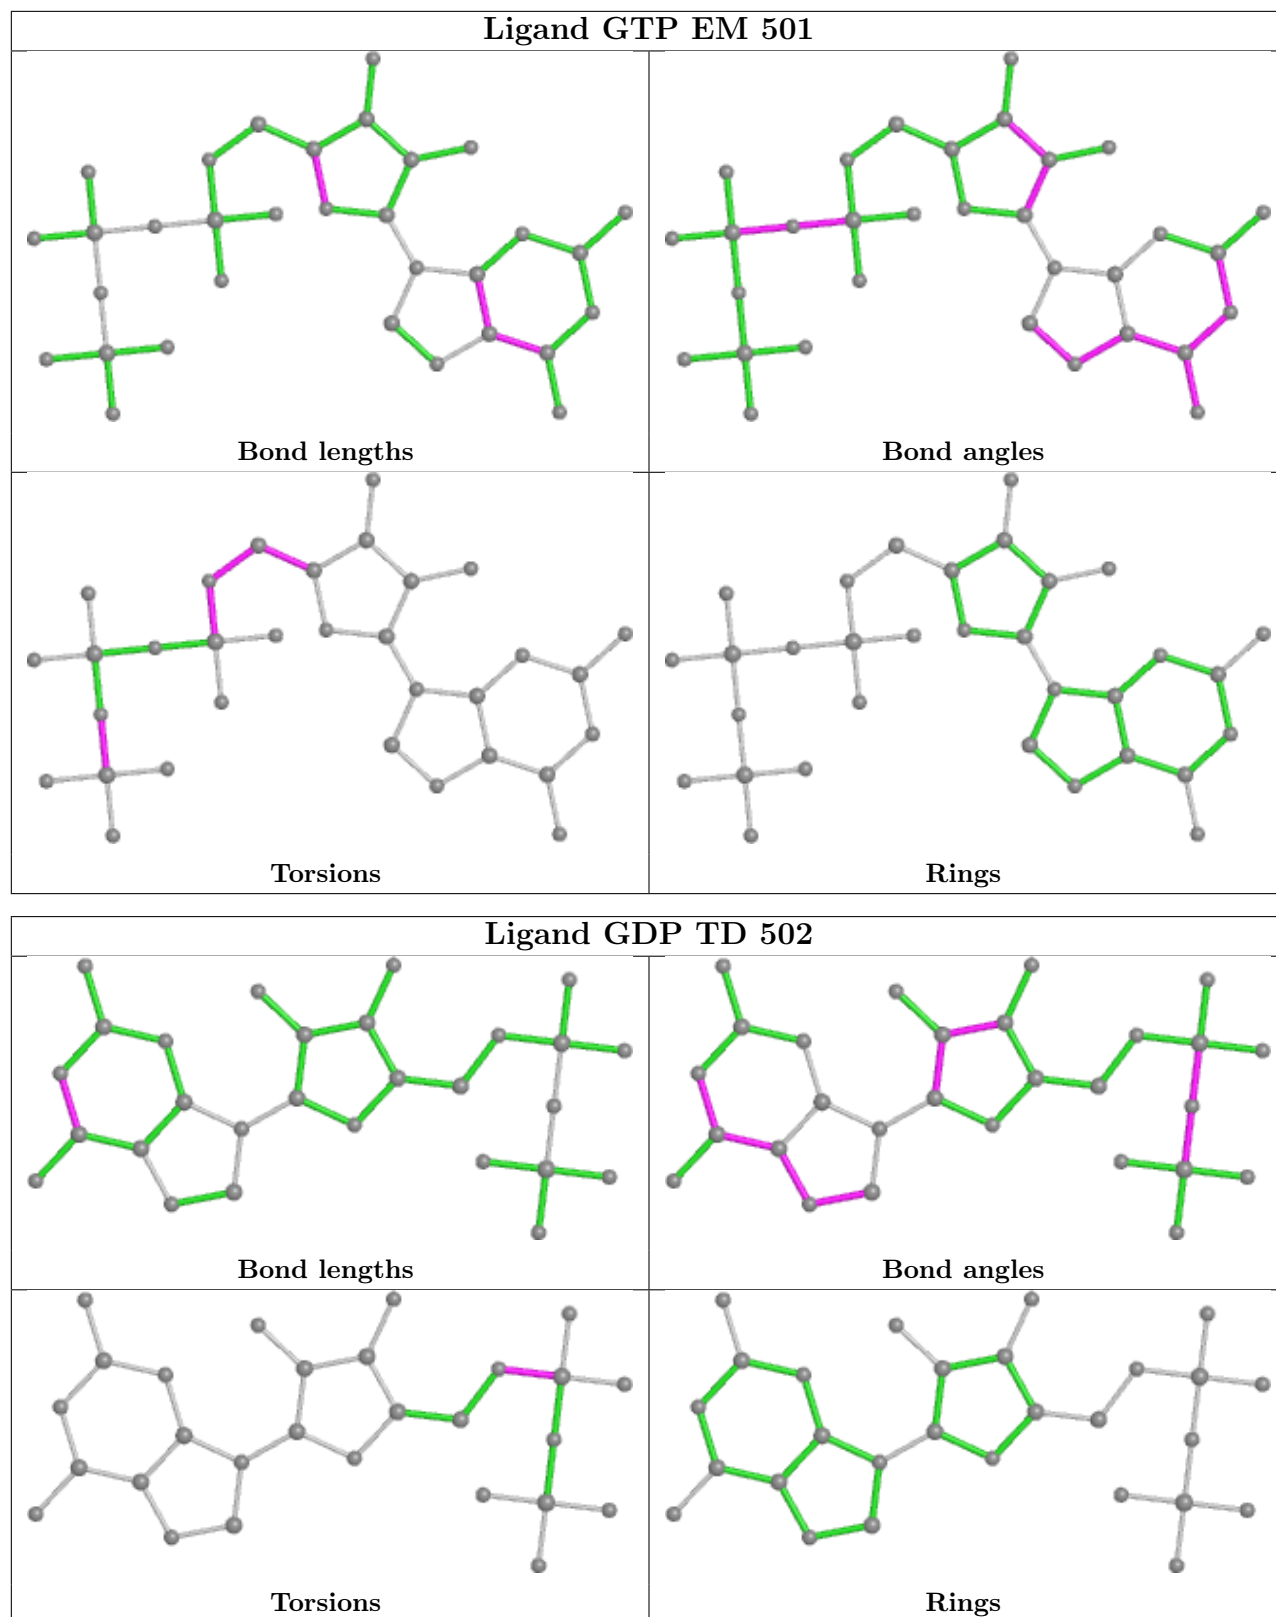 Ligand GTP EM 501
Bond lengths
Bond angles
Torsions
Rings
Ligand GDP TD 502
Bond lengths
Bond angles
Torsions
Rings